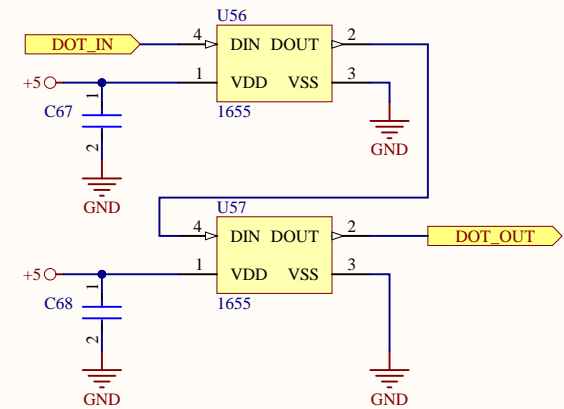 U56
DOT_IN 4 DIN DOUT 2
+5 1 VDD VSS 3
1
C67 1655
2
GND
GND
U57
4 DIN DOUT 2 DOT_OUT
+5 1 VDD VSS 3
1
C68 1655
2
GND GND